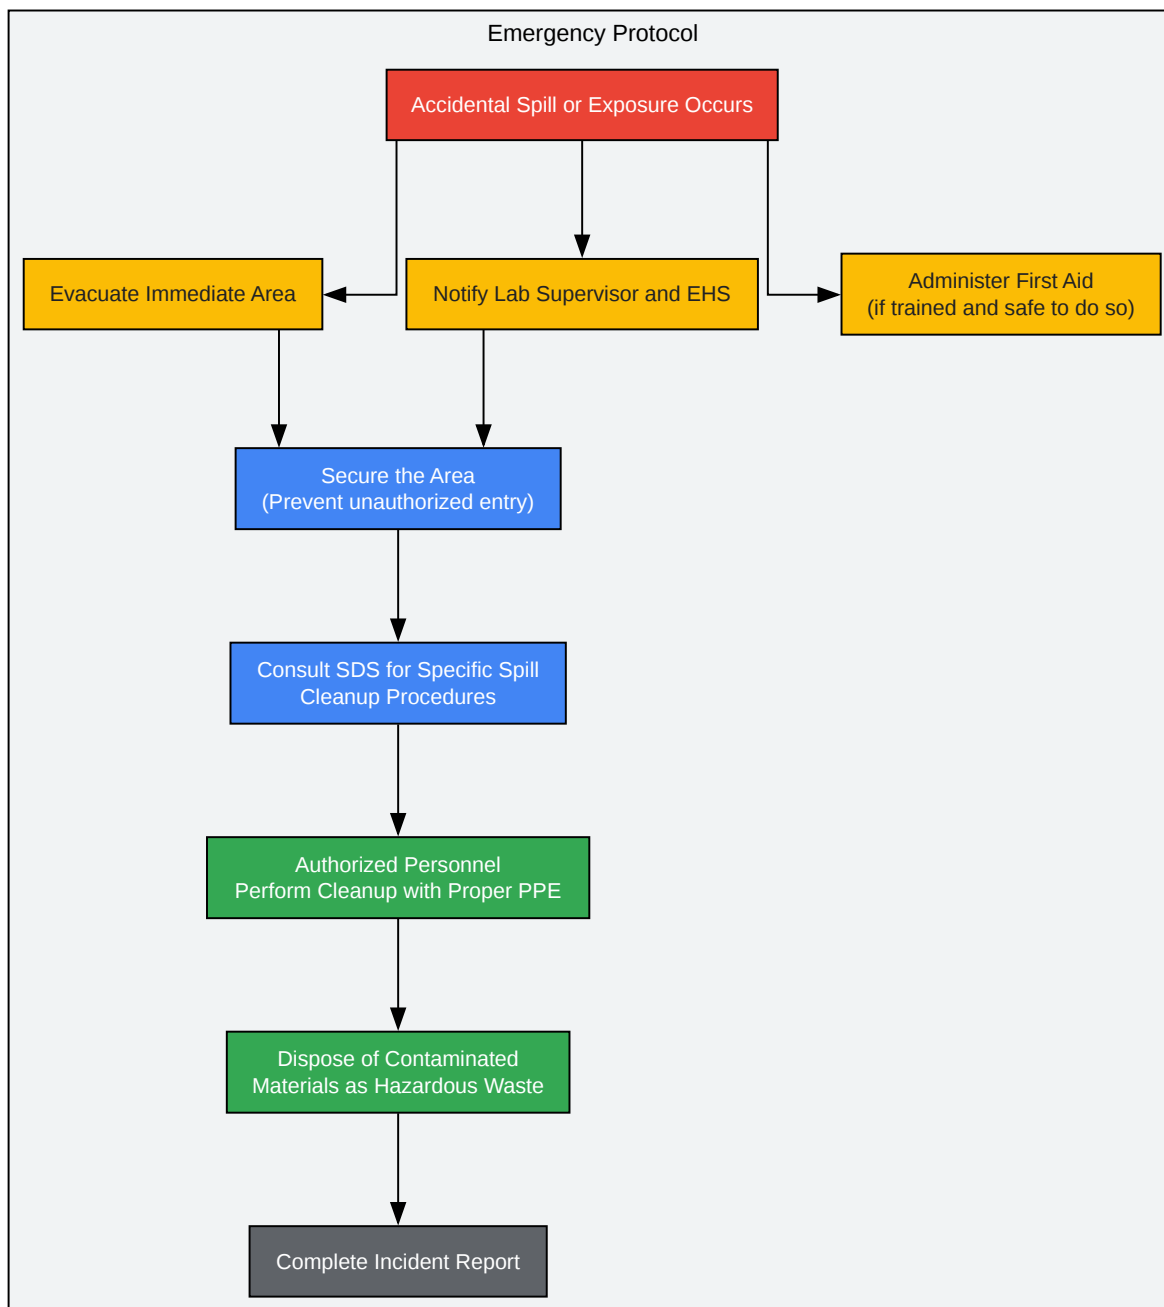 Emergency Protocol
Accidental Spill or Exposure Occurs
Evacuate Immediate Area
Notify Lab Supervisor and EHS
Administer First Aid
(if trained and safe to do so)
Secure the Area
(Prevent unauthorized entry)
Consult SDS for Specific Spill
Cleanup Procedures
Authorized Personnel
Perform Cleanup with Proper PPE
Dispose of Contaminated
Materials as Hazardous Waste
Complete Incident Report